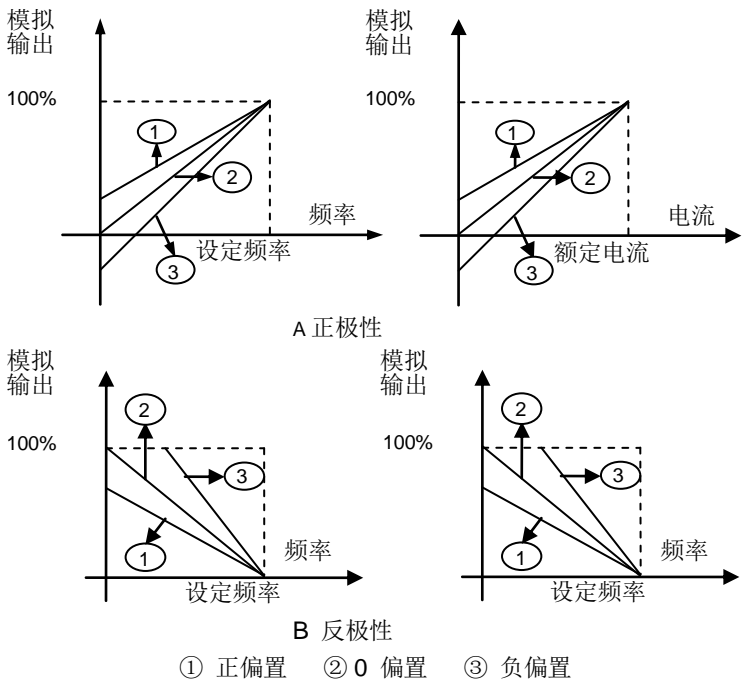 模拟
输出
100%
①
②
③
频率
设定频率
模拟
输出
100%
①
②
③
电流
额定电流
A 正极性
模拟
输出
100%
②
③
①
频率
设定频率
模拟
输出
100%
②
③
①
频率
设定频率
B 反极性
① 正偏置 ② 0 偏置 ③ 负偏置